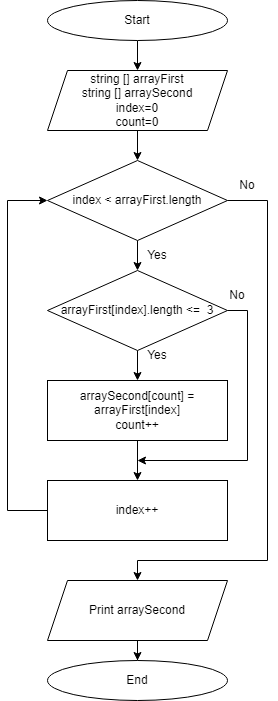 Start
string [] arrayFirst
string [] arraySecond
index=0
count=0
index < arrayFirst.length
No
Yes
arrayFirst[index].length <=  3
No
Yes
arraySecond[count] =
arrayFirst[index]
count++
index++
Print arraySecond
End